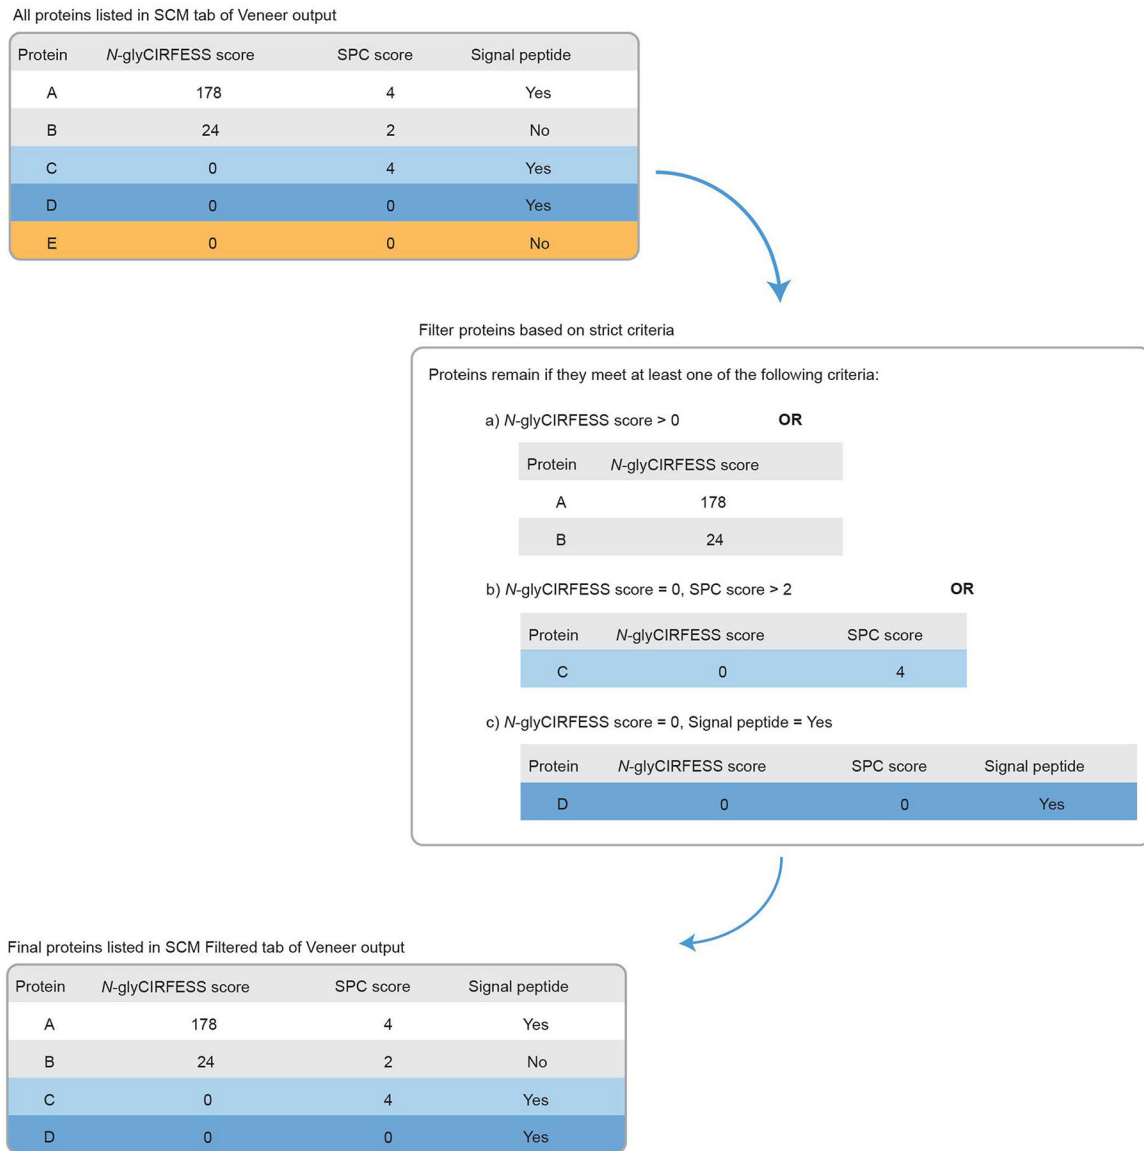 All proteins listed in SCM tab of Veneer output
Protein N-glyCIRFESS score SPC score Signal peptide
A 178 4 Yes
B 24 2 No
C 0 4 Yes
D 0 0 Yes
E 0 0 No
Filter proteins based on strict criteria
Proteins remain if they meet at least one of the following criteria:
a) N-glyCIRFESS score > 0 OR
Protein N-glyCIRFESS score
A 178
B 24
b) N-glyCIRFESS score = 0, SPC score > 2 OR
Protein N-glyCIRFESS score SPC score
C 0 4
c) N-glyCIRFESS score = 0, Signal peptide = Yes
Protein N-glyCIRFESS score SPC score Signal peptide
D 0 0 Yes
Final proteins listed in SCM Filtered tab of Veneer output
Protein N-glyCIRFESS score SPC score Signal peptide
A 178 4 Yes
B 24 2 No
C 0 4 Yes
D 0 0 Yes